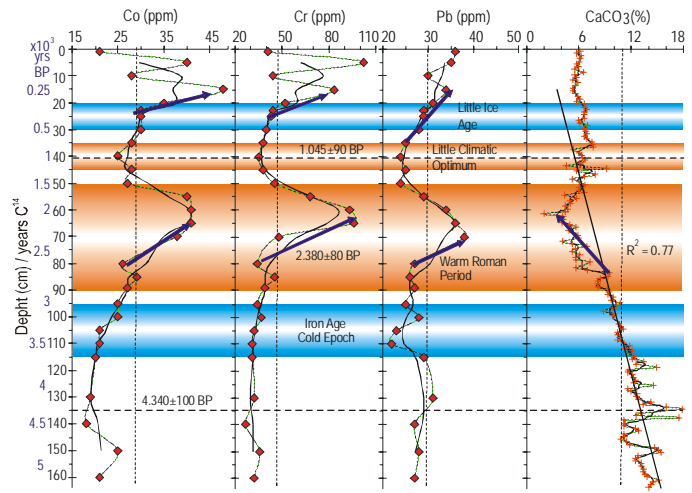 Co (ppm) Cr (ppm) Pb (ppm) CaCO3(%)
15 25 35 45 20 50 80 110 20 30 40 50 0 6 12 18
x10³
yrs
BP
0
10
0.25
20
0.5
30
1 40
1.5 50
2 60
70
2.5
80
90
3
100
3.5 110
120
4
130
4.5 140
150
5
160
Depht (cm) / years C¹⁴
Little Ice
Age
1.045±90 BP
Little Climatic
Optimum
2.380±80 BP
Warm Roman
Period
R² = 0.77
Iron Age
Cold Epoch
4.340±100 BP